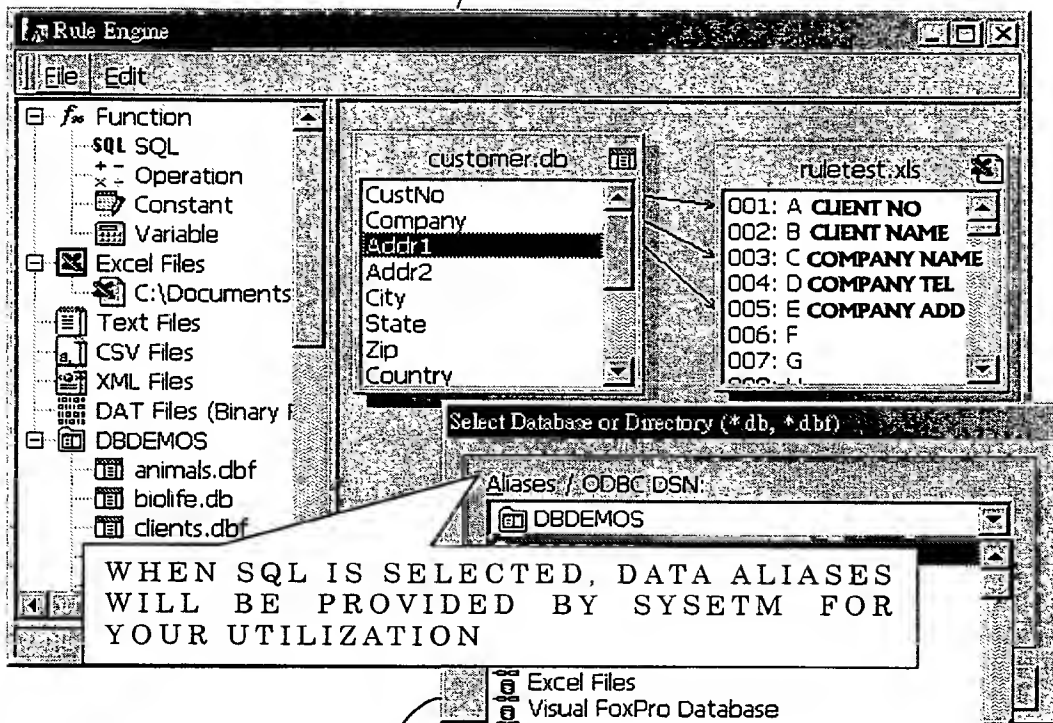 Rule Engine
File Edit
Function
SQL SQL
Operation
Constant
Variable
Excel Files
C:\Documents
Text Files
CSV Files
XML Files
DAT Files (Binary F
DBDEMOS
animals.dbf
biolife.db
clients.dbf
customer.db
CustNo
Company
Addr1
Addr2
City
State
Zip
Country
ruletest.xls
001: A CLIENT NO
002: B CLIENT NAME
003: C COMPANY NAME
004: D COMPANY TEL
005: E COMPANY ADD
006: F
007: G
Select Database or Directory (*.db, *.dbf)
Aliases / ODBC DSN:
DBDEMOS
WHEN SQL IS SELECTED, DATA ALIASES
WILL BE PROVIDED BY SYSETM FOR
YOUR UTILIZATION
Excel Files
Visual FoxPro Database